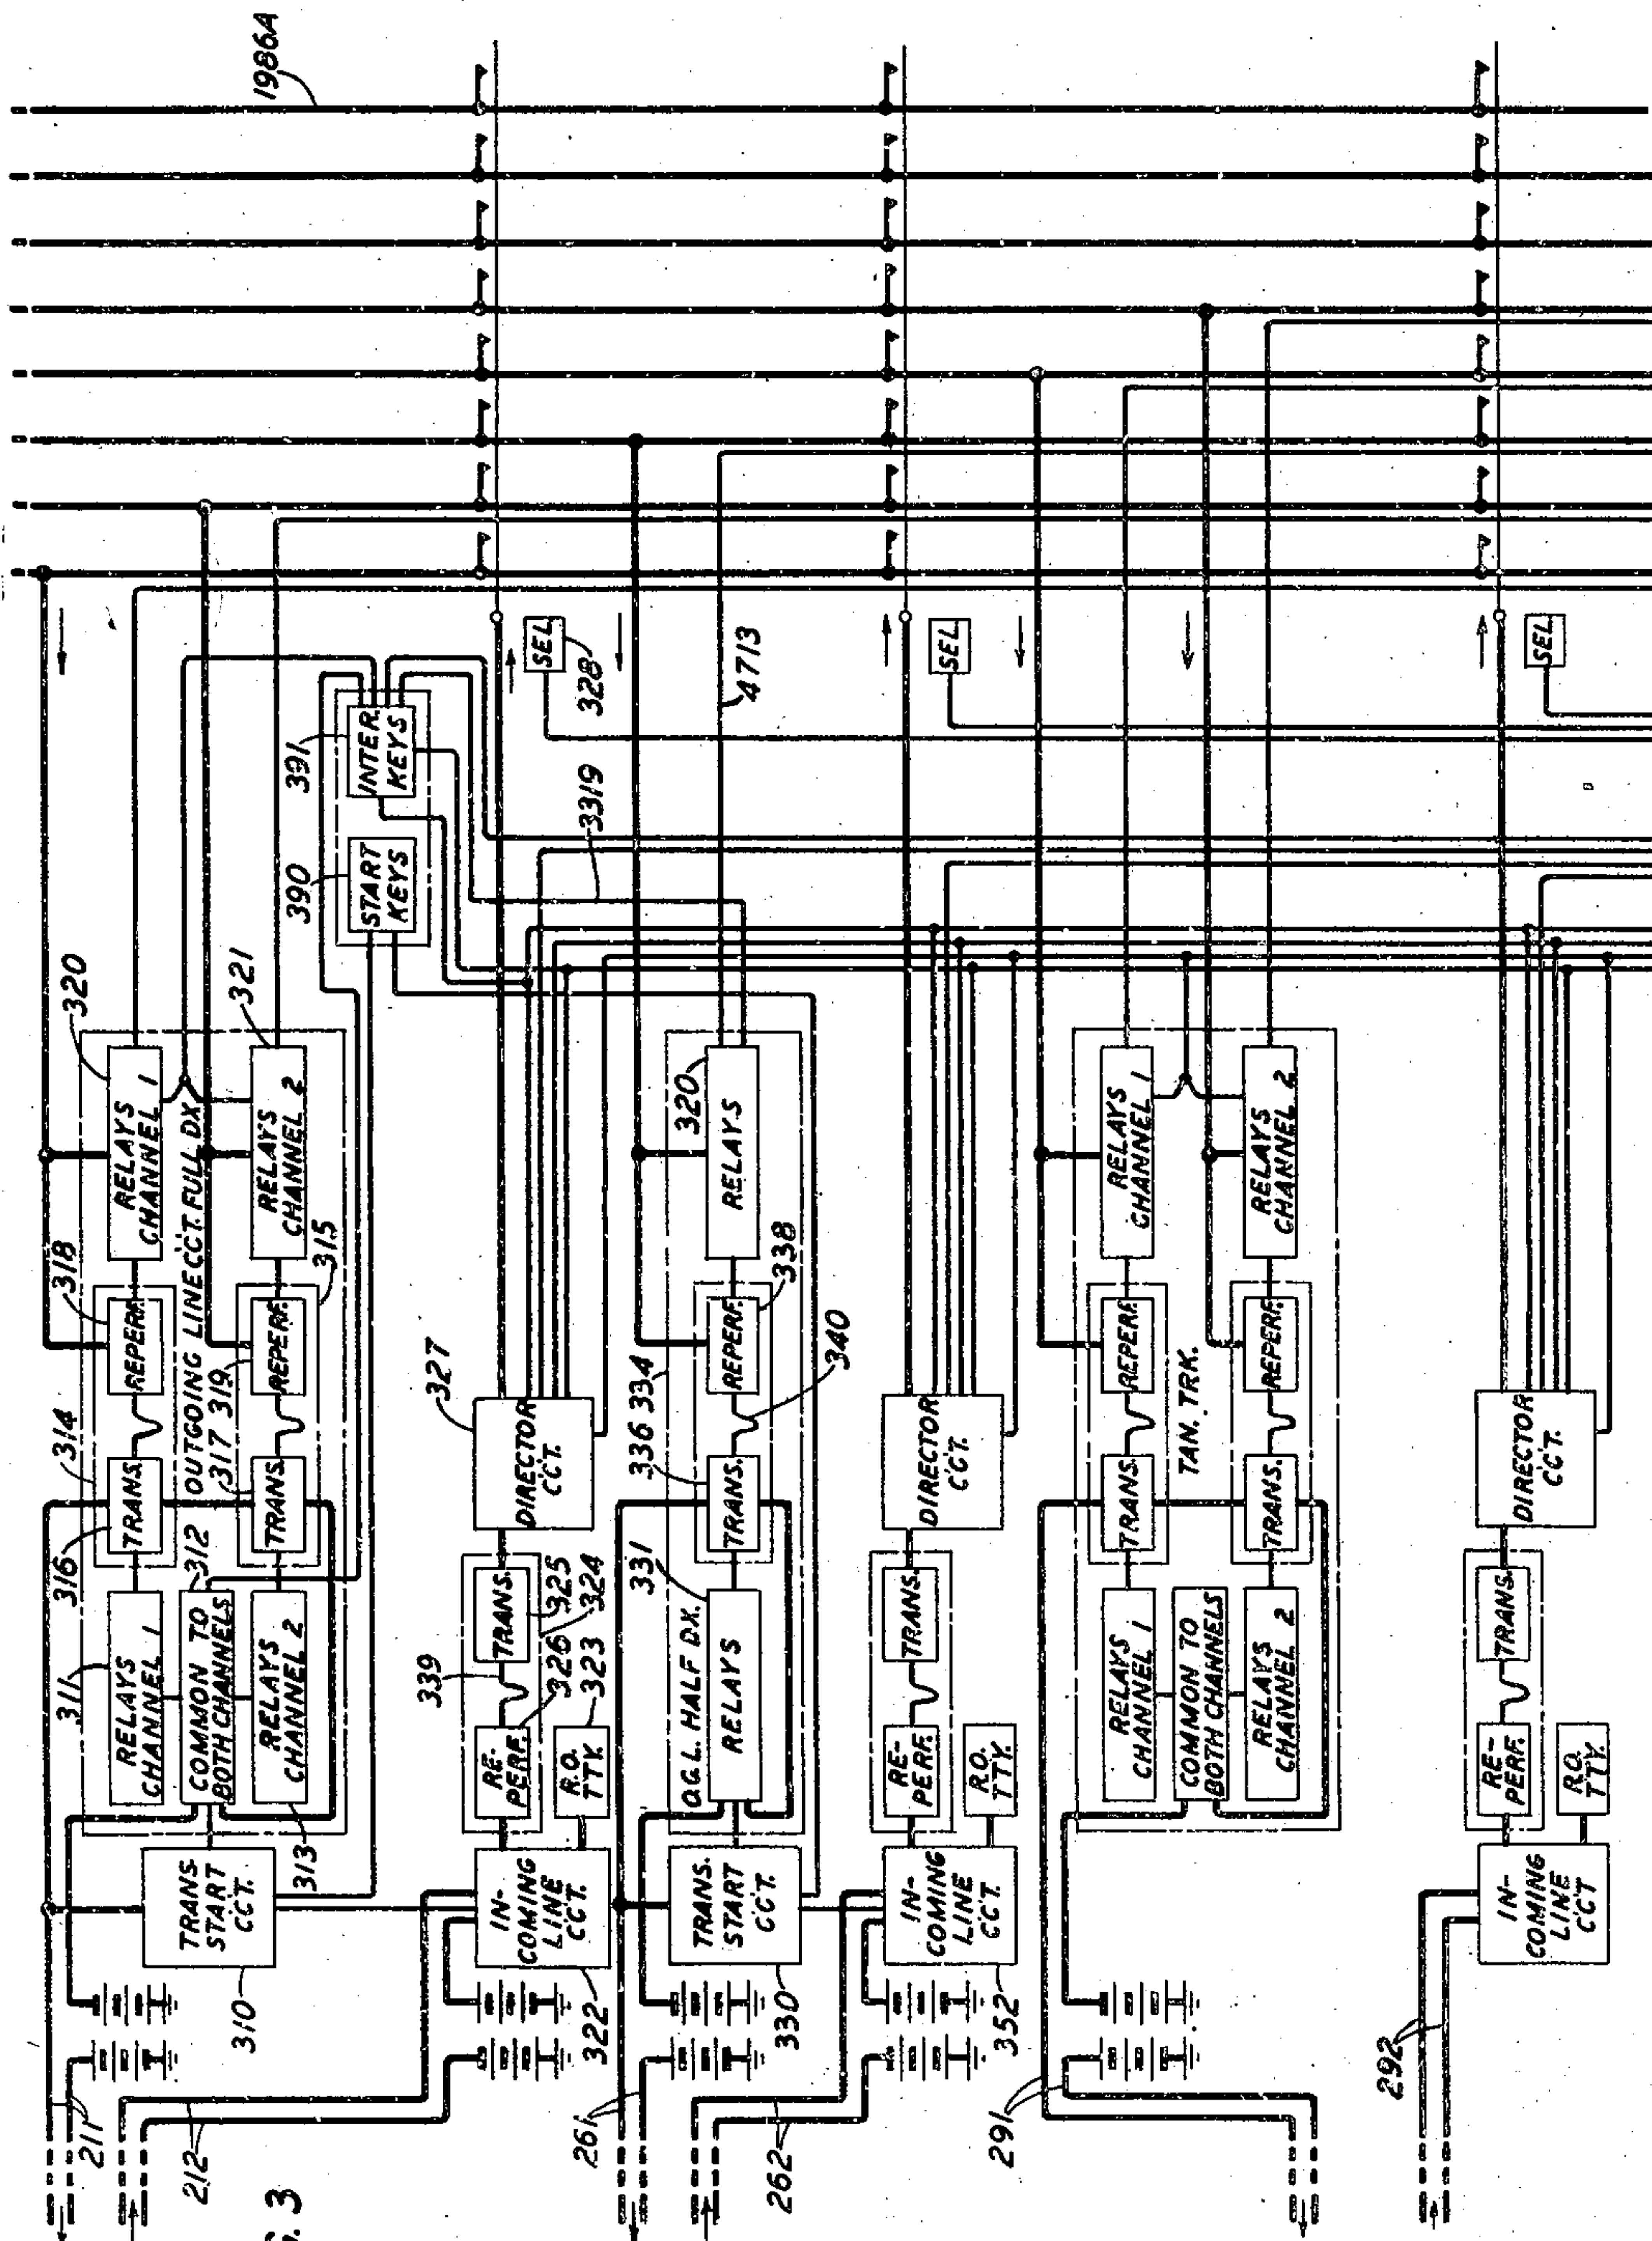 FIG. 3
211
212
261
262
291
292
310
TRANS.
START
CCT.
311
RELAYS
CHANNEL 1
312
COMMON TO
BOTH CHANNELS
313
RELAYS
CHANNEL 2
314
316
TRANS.
318
REPERF.
OUTGOING LINE CCT. FULL DX.
317
TRANS.
319
REPERF.
315
320
RELAYS
CHANNEL 1
321
RELAYS
CHANNEL 2
390
START
KEYS
391
INTER.
KEYS
1986A
322
IN-
COMING
LINE
CCT.
339
RE-
PERF.
326
TRANS.
325
324
R.O.
TTY.
323
327
DIRECTOR
CCT.
SEL
328
3319
330
TRANS.
START
CCT.
O.G.L. HALF DX.
331
RELAYS
336
334
TRANS.
REPERF.
338
340
320
RELAYS
4713
352
IN-
COMING
LINE
CCT.
RE-
PERF.
TRANS.
R.O.
TTY.
DIRECTOR
CCT.
SEL
RELAYS
CHANNEL 1
COMMON TO
BOTH CHANNELS
RELAYS
CHANNEL 2
TRANS.
REPERF.
TAN. TRK.
TRANS.
REPERF.
RELAYS
CHANNEL 1
RELAYS
CHANNEL 2
IN-
COMING
LINE
CCT
RE-
PERF.
TRANS.
R.O.
TTY.
DIRECTOR
CCT.
SEL